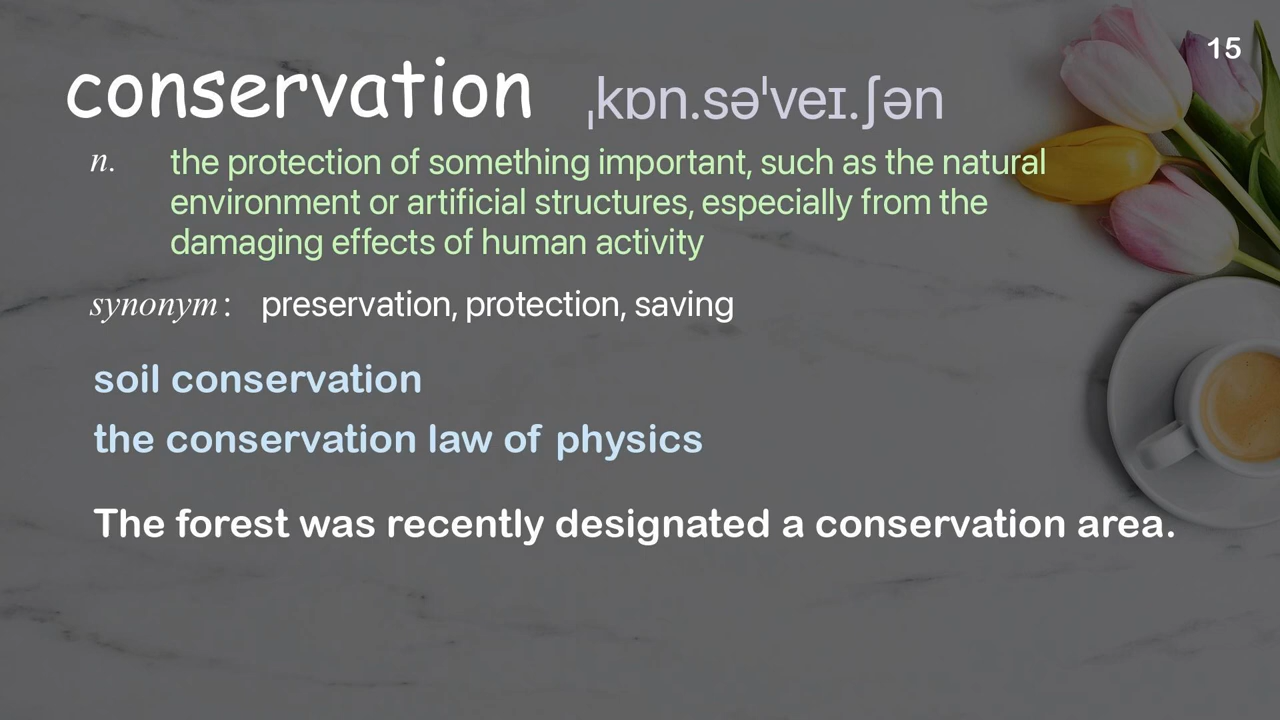 15
conservation ˌkɒn.səˈveɪ.ʃən
n. the protection of something important, such as the natural
environment or artificial structures, especially from the
damaging effects of human activity
synonym: preservation, protection, saving
soil conservation
the conservation law of physics
The forest was recently designated a conservation area.